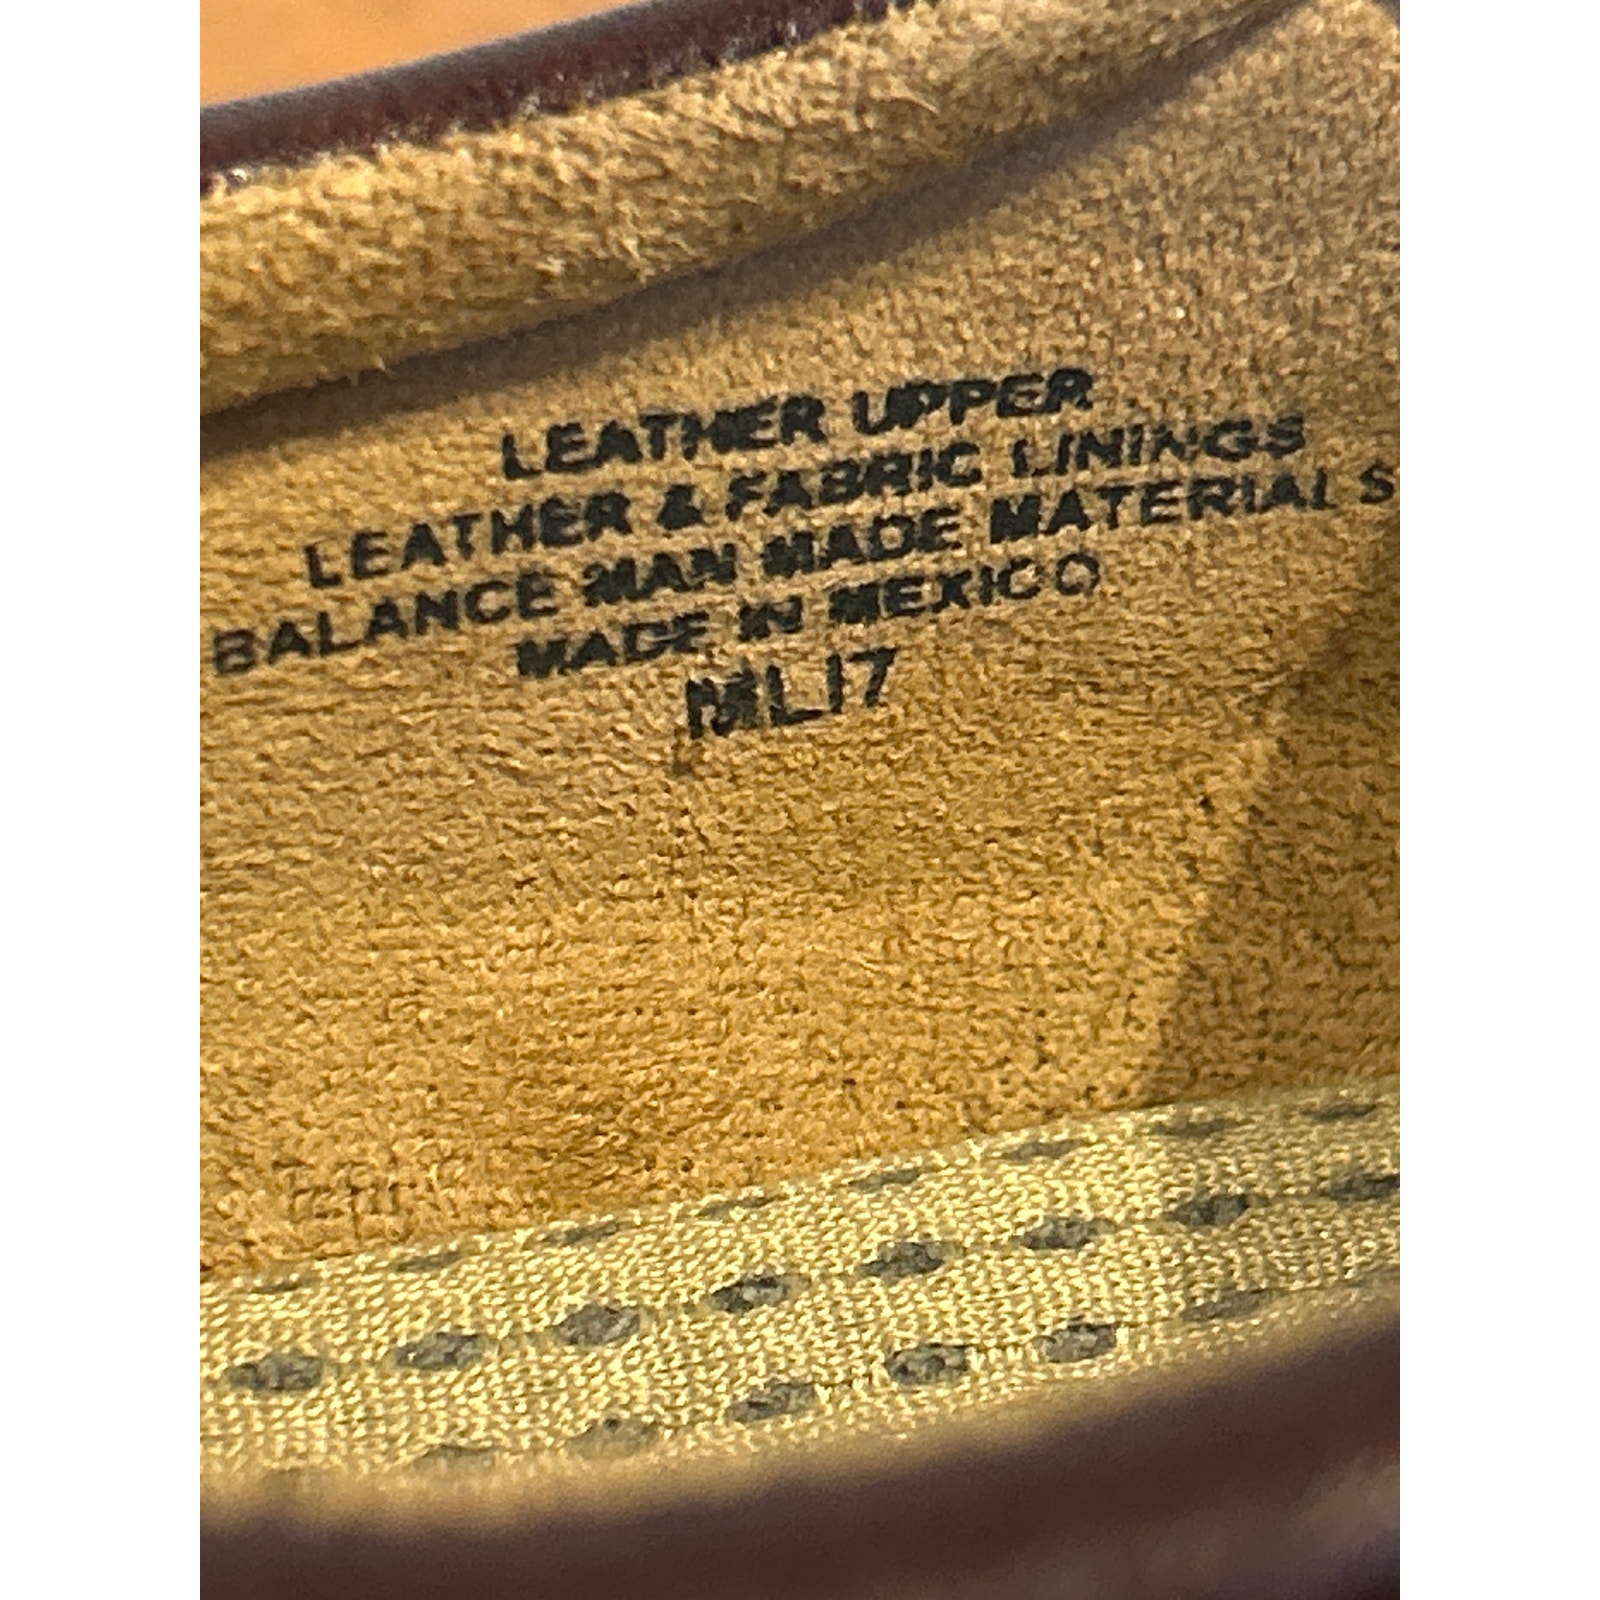 LEATHER UPPER
LEATHER & FABRIC LININGS
BALANCE MAN MADE MATERIALS
MADE IN MEXICO
ML17